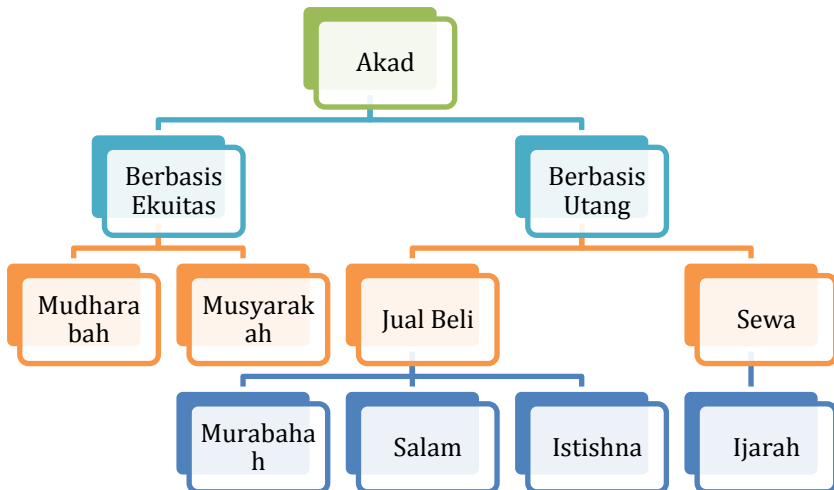 Akad
Berbasis
Ekuitas
Berbasis
Utang
Mudhara
bah
Musyarak
ah
Jual Beli
Sewa
Murabaha
h
Salam
Istishna
Ijarah